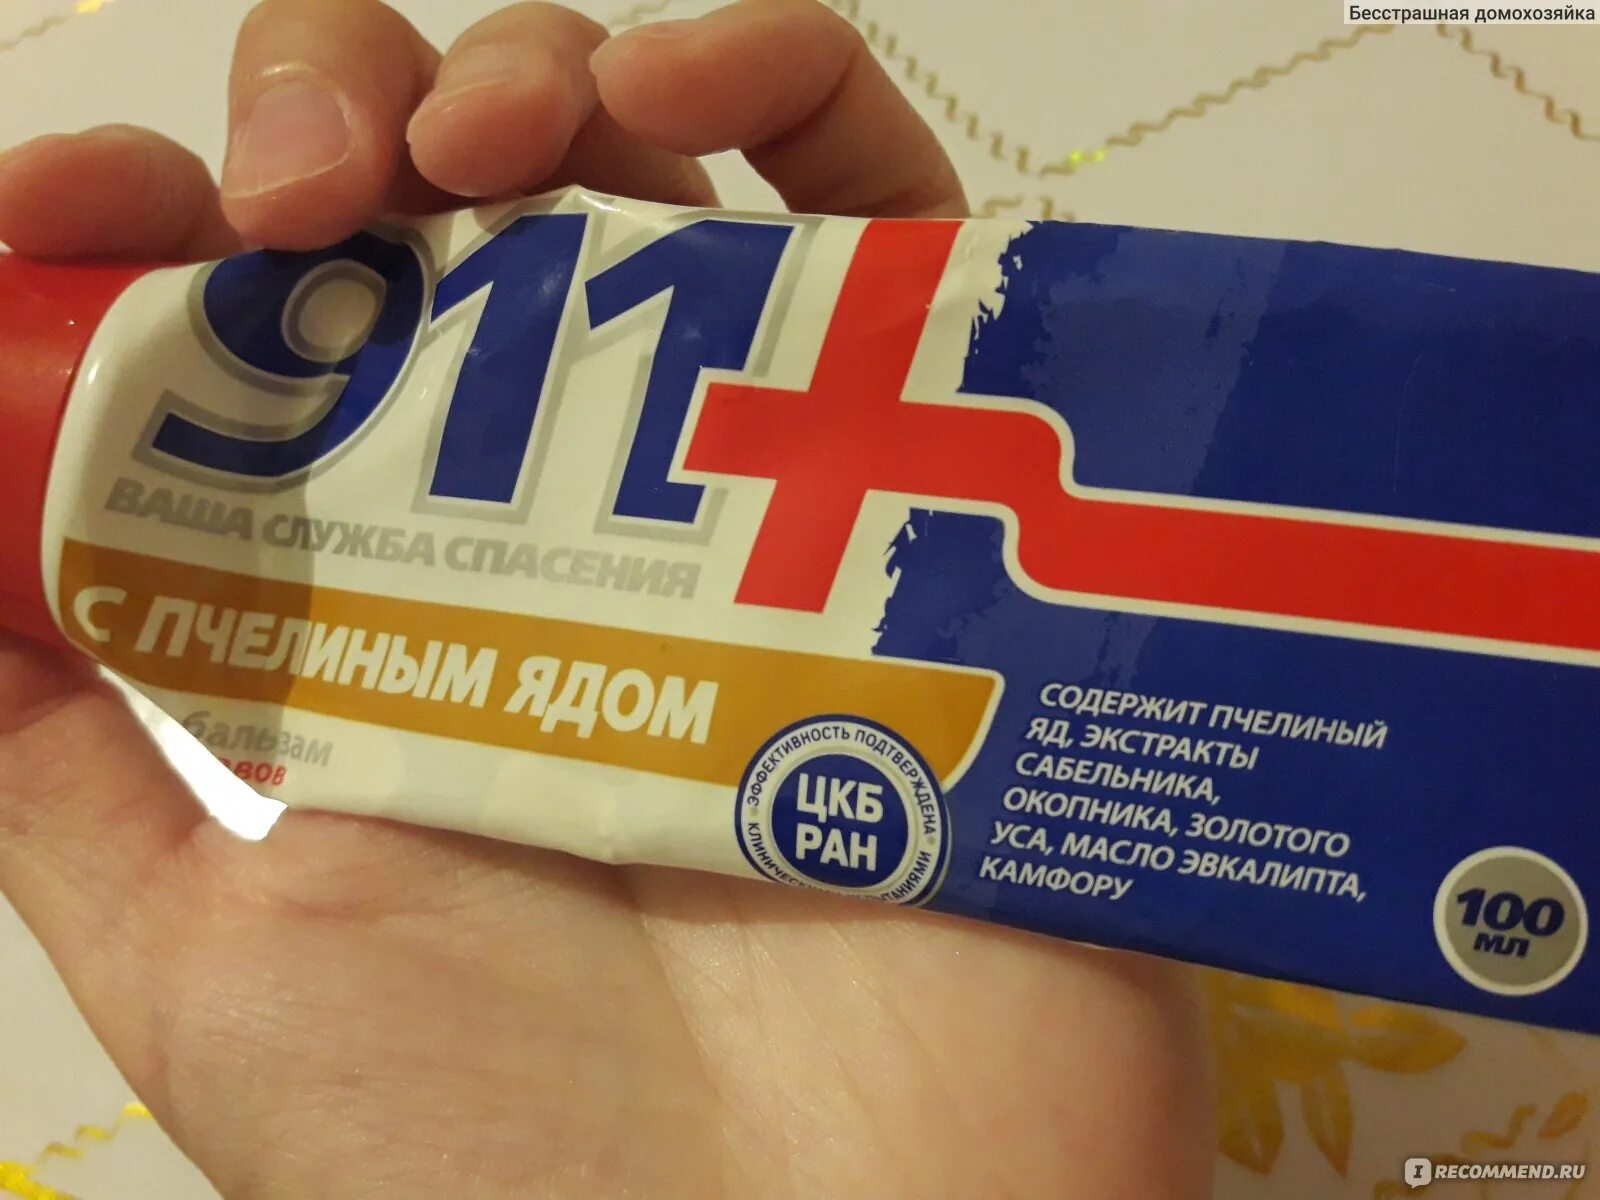 Бесстрашная домохозяйка
911
ВАША СЛУЖБА СПАСЕНИЯ
С ПЧЕЛИНЫМ ЯДОМ
бальзам
ЭФФЕКТИВНОСТЬ ПОДТВЕРЖДЕНА
ЦКБ
РАН
СОДЕРЖИТ ПЧЕЛИНЫЙ
ЯД, ЭКСТРАКТЫ
САБЕЛЬНИКА,
ОКОПНИКА, ЗОЛОТОГО
УСА, МАСЛО ЭВКАЛИПТА,
КАМФОРУ
100
МЛ
IRECOMMEND.RU